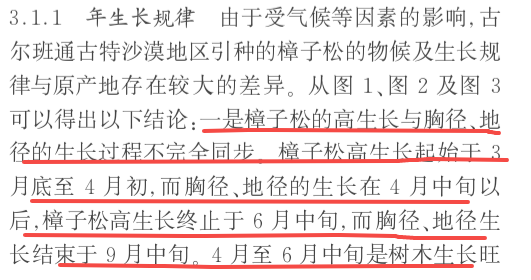 3.1.1 年生长规律 由于受气候等因素的影响,古
尔班通古特沙漠地区引种的樟子松的物候及生长规
律与原产地存在较大的差异。从图 1、图 2 及图 3
可以得出以下结论:一是樟子松的高生长与胸径、地
径的生长过程不完全同步。樟子松高生长起始于 3
月底至 4 月初,而胸径、地径的生长在 4 月中旬以
后,樟子松高生长终止于 6 月中旬,而胸径、地径生
长结束于 9 月中旬。4 月至 6 月中旬是树木生长旺